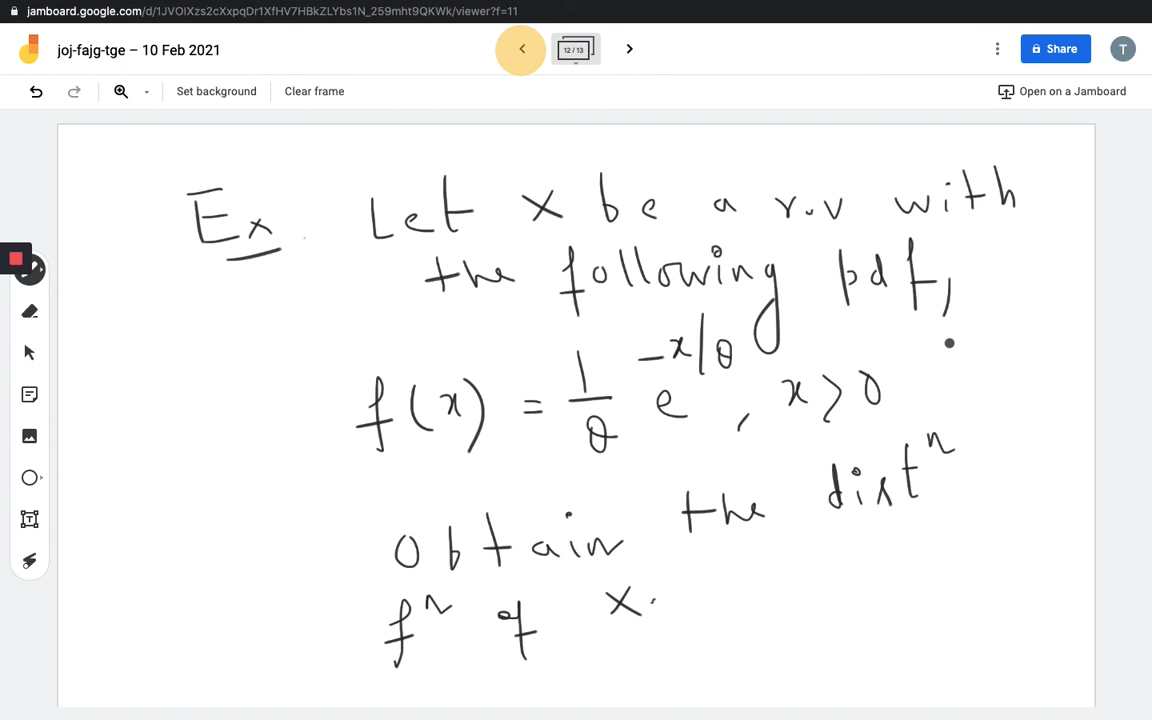 jamboard.google.com/d/1JVOIXzs2cXxpqDr1XfHV7HBkZLYbs1N_259mht9QKWk/viewer?f=11
joj-fajg-tge – 10 Feb 2021
12 / 13
Share
T
Set background
Clear frame
Open on a Jamboard
Ex. Let X be a r.v with
the following pdf,
f(x) = 1/θ e^{-x/θ}, x > 0
obtain the distⁿ
fⁿ of X.